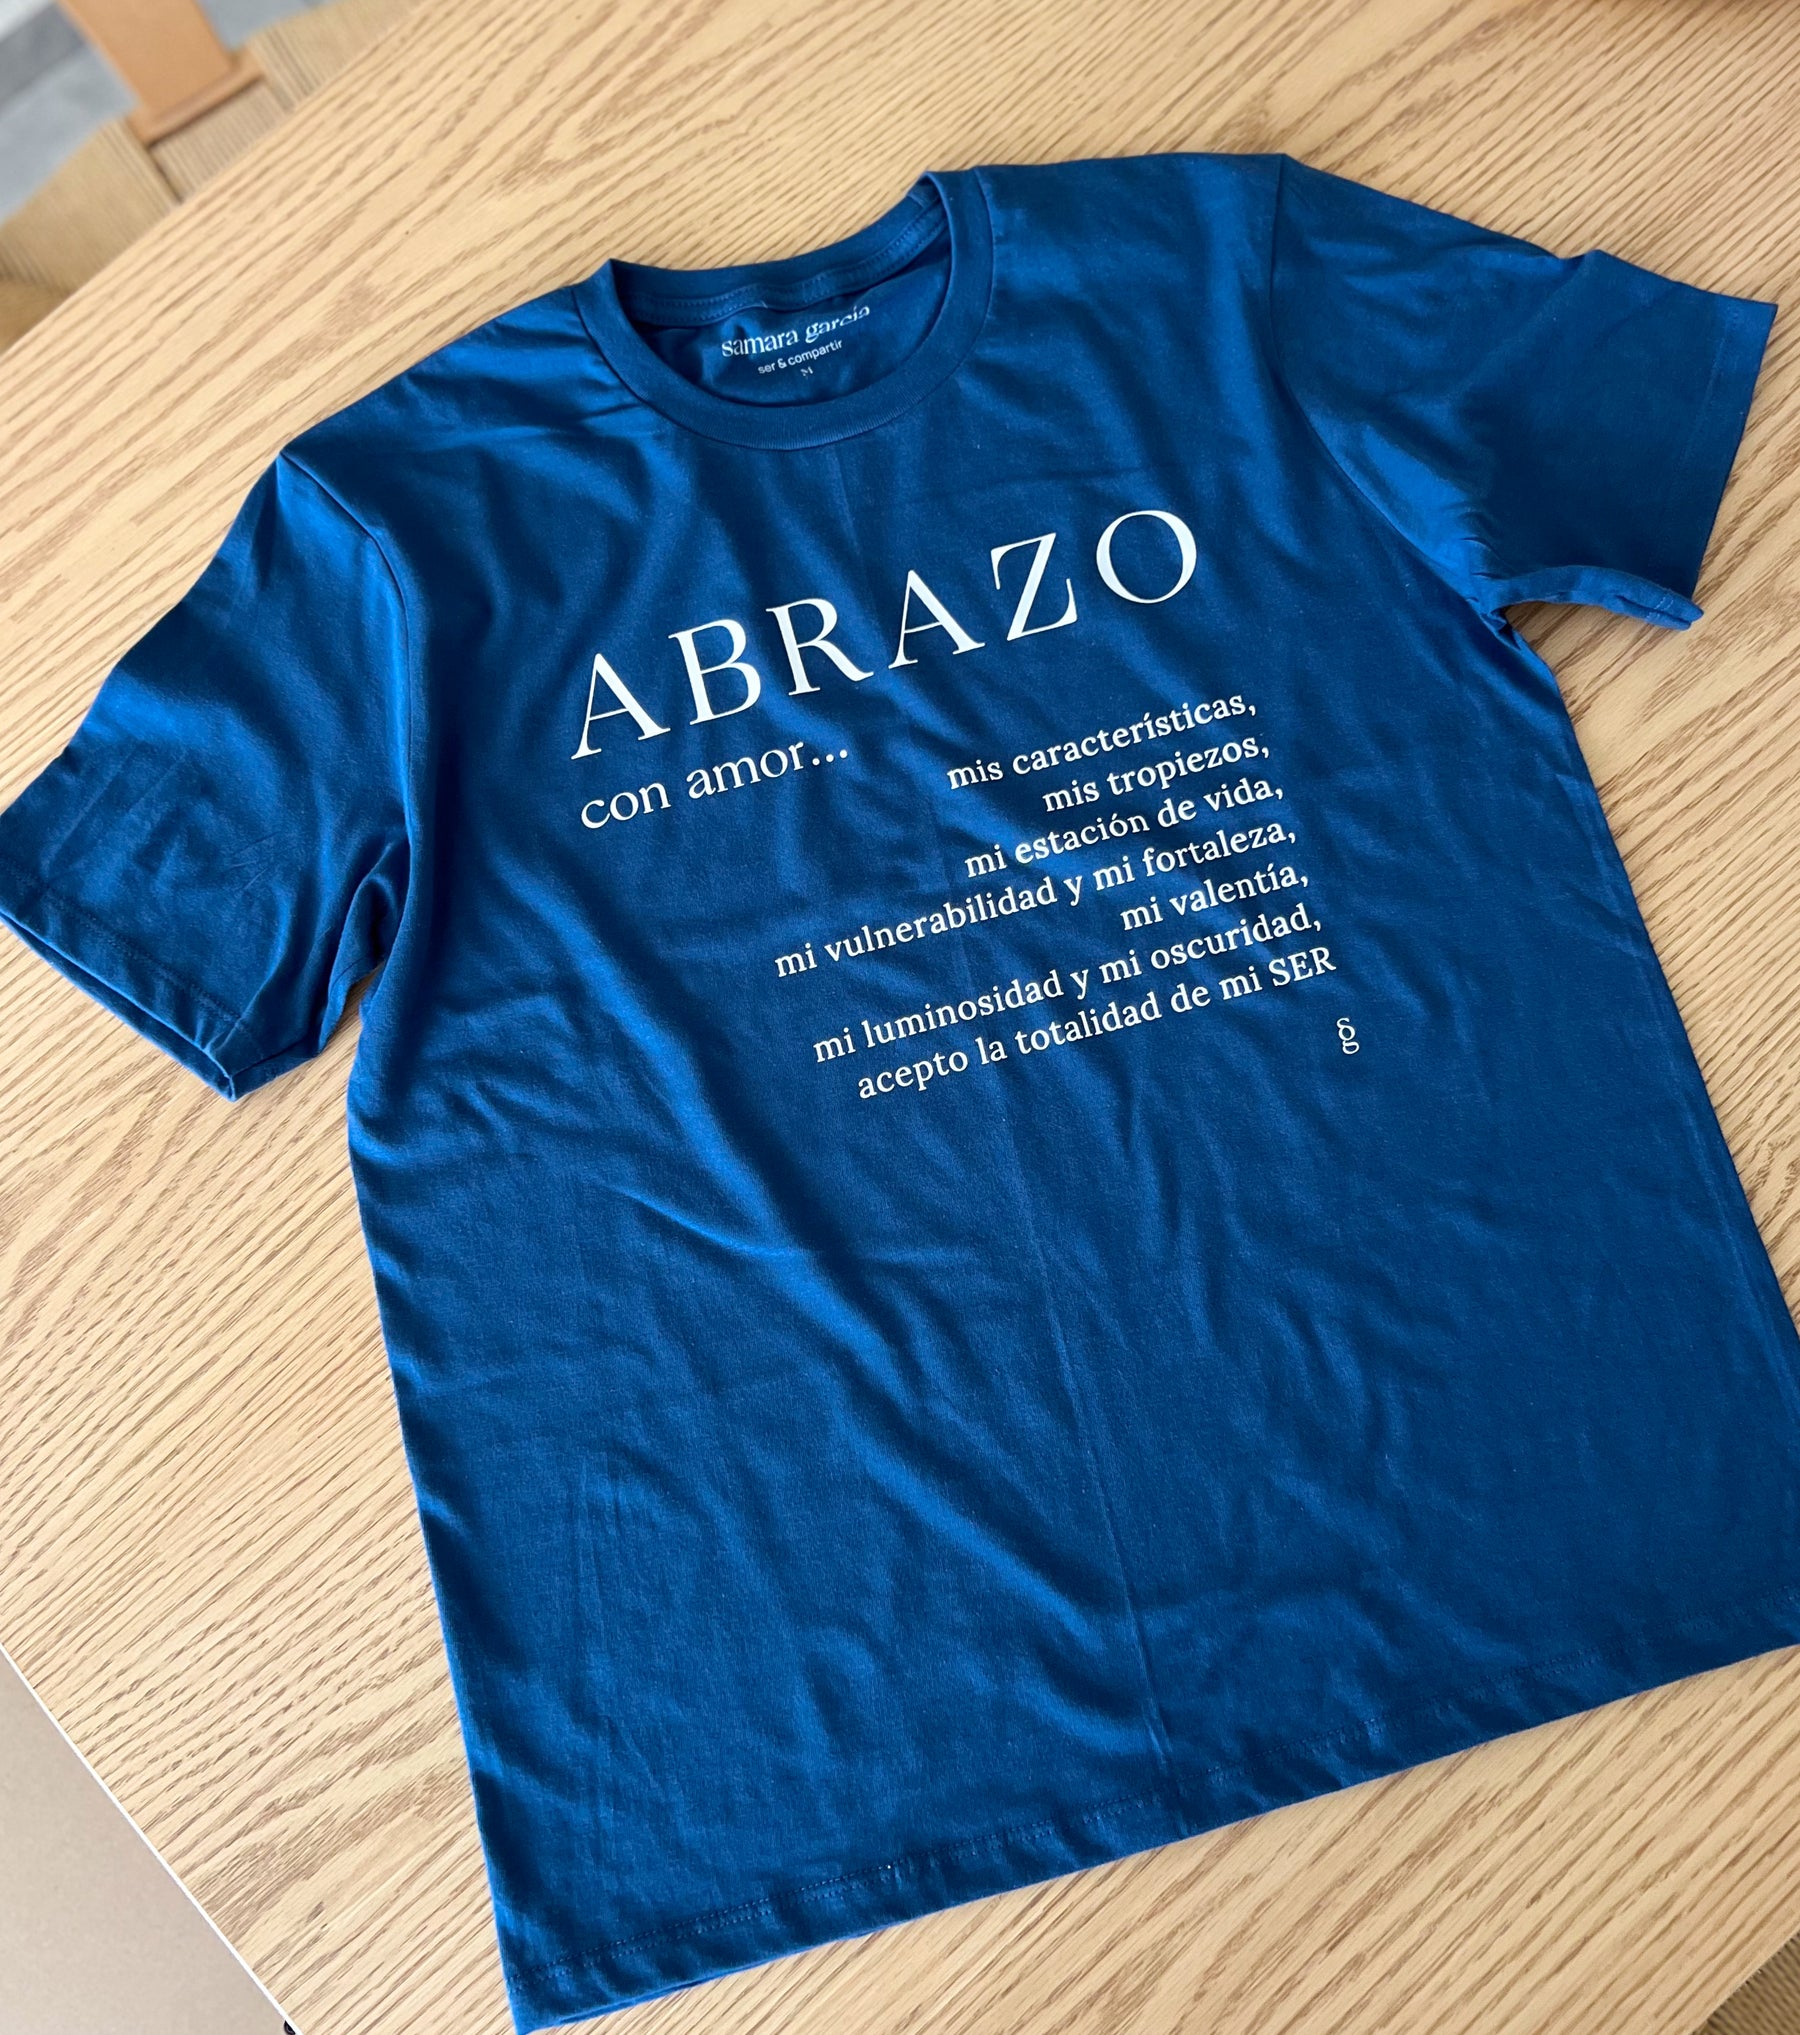 samara garcía
ser & compartir
M
ABRAZO
con amor...
mis características,
mis tropiezos,
mi estación de vida,
mi vulnerabilidad y mi fortaleza,
mi valentía,
mi luminosidad y mi oscuridad,
acepto la totalidad de mi SER